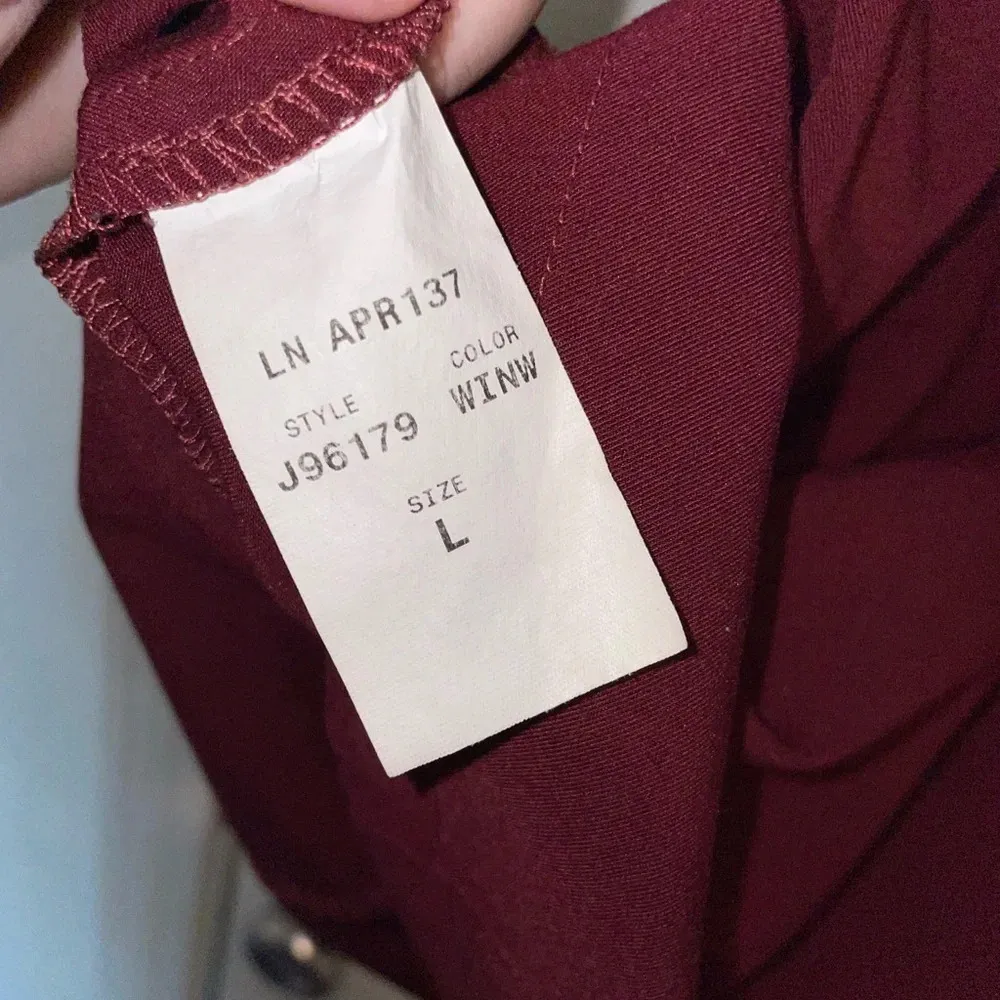 LN APR137
STYLE COLOR
J96179 WINW
SIZE
L